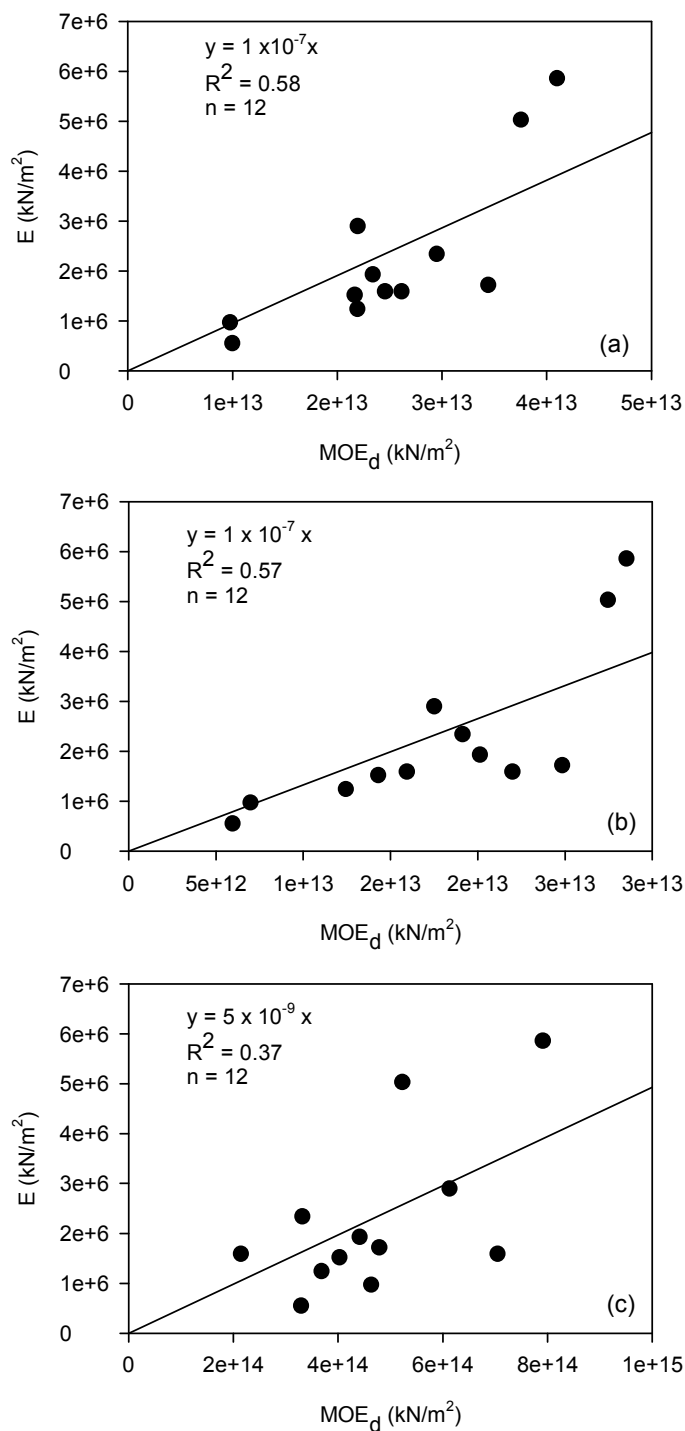 7e+6
y = 1 x10-7x
6e+6
R2 = 0.58
n = 12
5e+6
4e+6
E (kN/m2)
3e+6
2e+6
1e+6
(a)
0
0 1e+13 2e+13 3e+13 4e+13 5e+13
MOEd (kN/m2)
7e+6
y = 1 x 10-7 x
6e+6
R2 = 0.57
n = 12
5e+6
4e+6
E (kN/m2)
3e+6
2e+6
1e+6
(b)
0
0 5e+12 1e+13 2e+13 2e+13 3e+13 3e+13
MOEd (kN/m2)
7e+6
y = 5 x 10-9 x
6e+6
R2 = 0.37
n = 12
5e+6
4e+6
E (kN/m2)
3e+6
2e+6
1e+6
(c)
0
0 2e+14 4e+14 6e+14 8e+14 1e+15
MOEd (kN/m2)